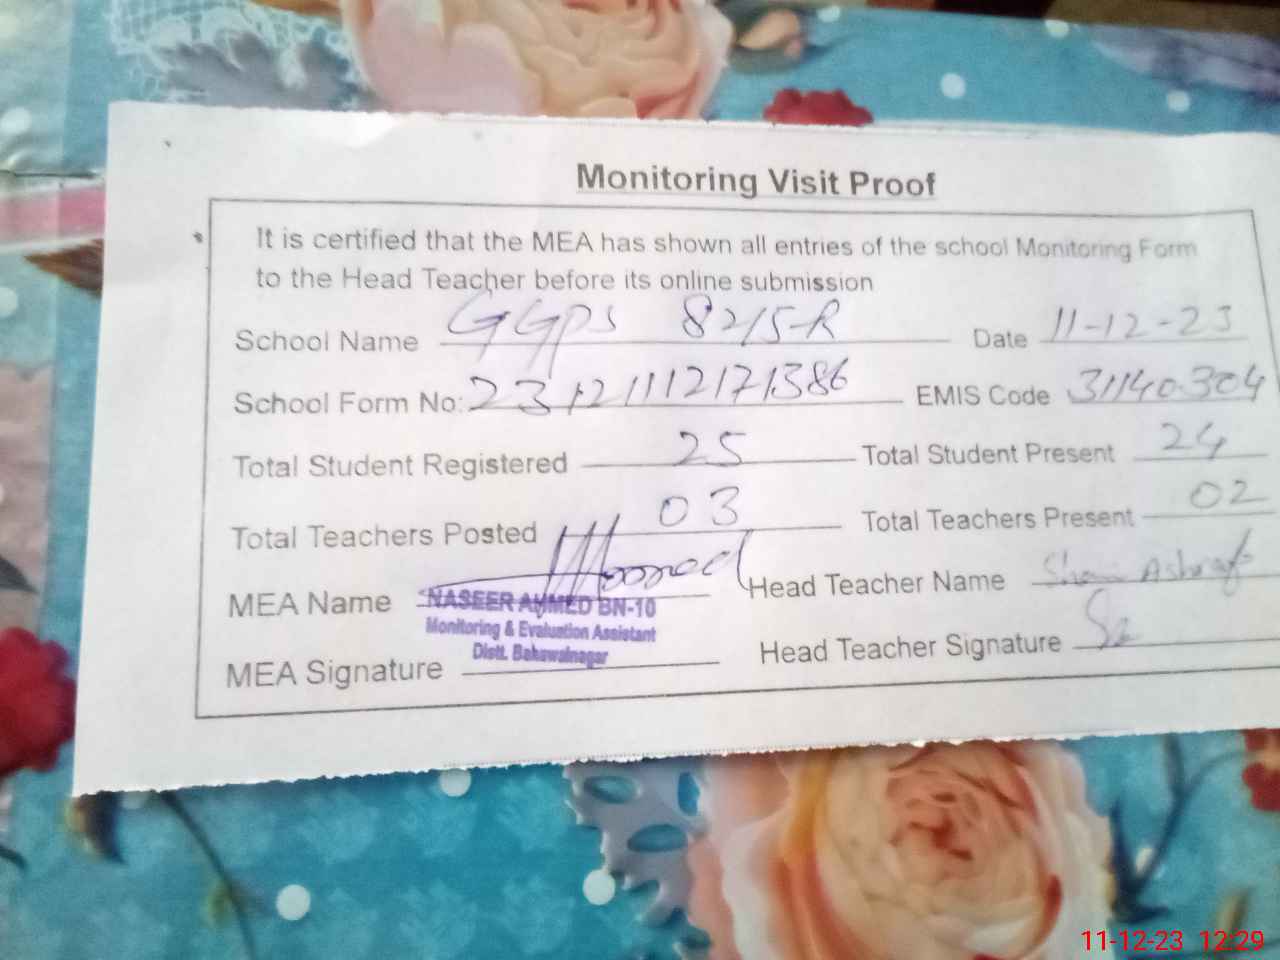 Monitoring Visit Proof
It is certified that the MEA has shown all entries of the school Monitoring Form
to the Head Teacher before its online submission
School Name GGPS 82/5-R Date 11-12-23
School Form No: 231211112171386 EMIS Code 31140304
Total Student Registered 25 Total Student Present 24
Total Teachers Posted 03 Total Teachers Present 02
MEA Name Head Teacher Name Ashraf
NASEER AHMED BN-10
Monitoring & Evaluation Assistant
Distt. Bahawalnagar
MEA Signature Head Teacher Signature
11-12-23 12:29